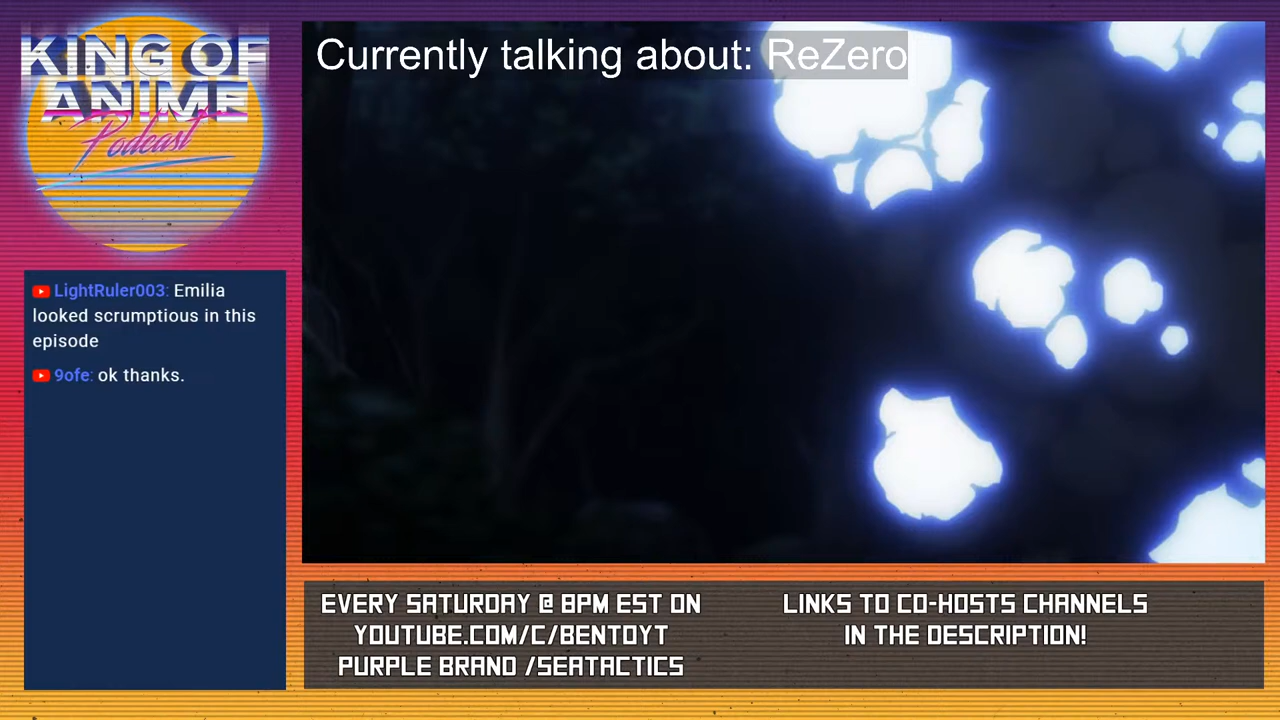 KING OF
ANIME
Podcast
Currently talking about: ReZero
LightRuler003: Emilia
looked scrumptious in this
episode
9ofe: ok thanks.
EVERY SATURDAY @ 8PM EST ON
YOUTUBE.COM/C/BENTOYT
PURPLE BRAND /SEATACTICS
LINKS TO CO-HOSTS CHANNELS
IN THE DESCRIPTION!